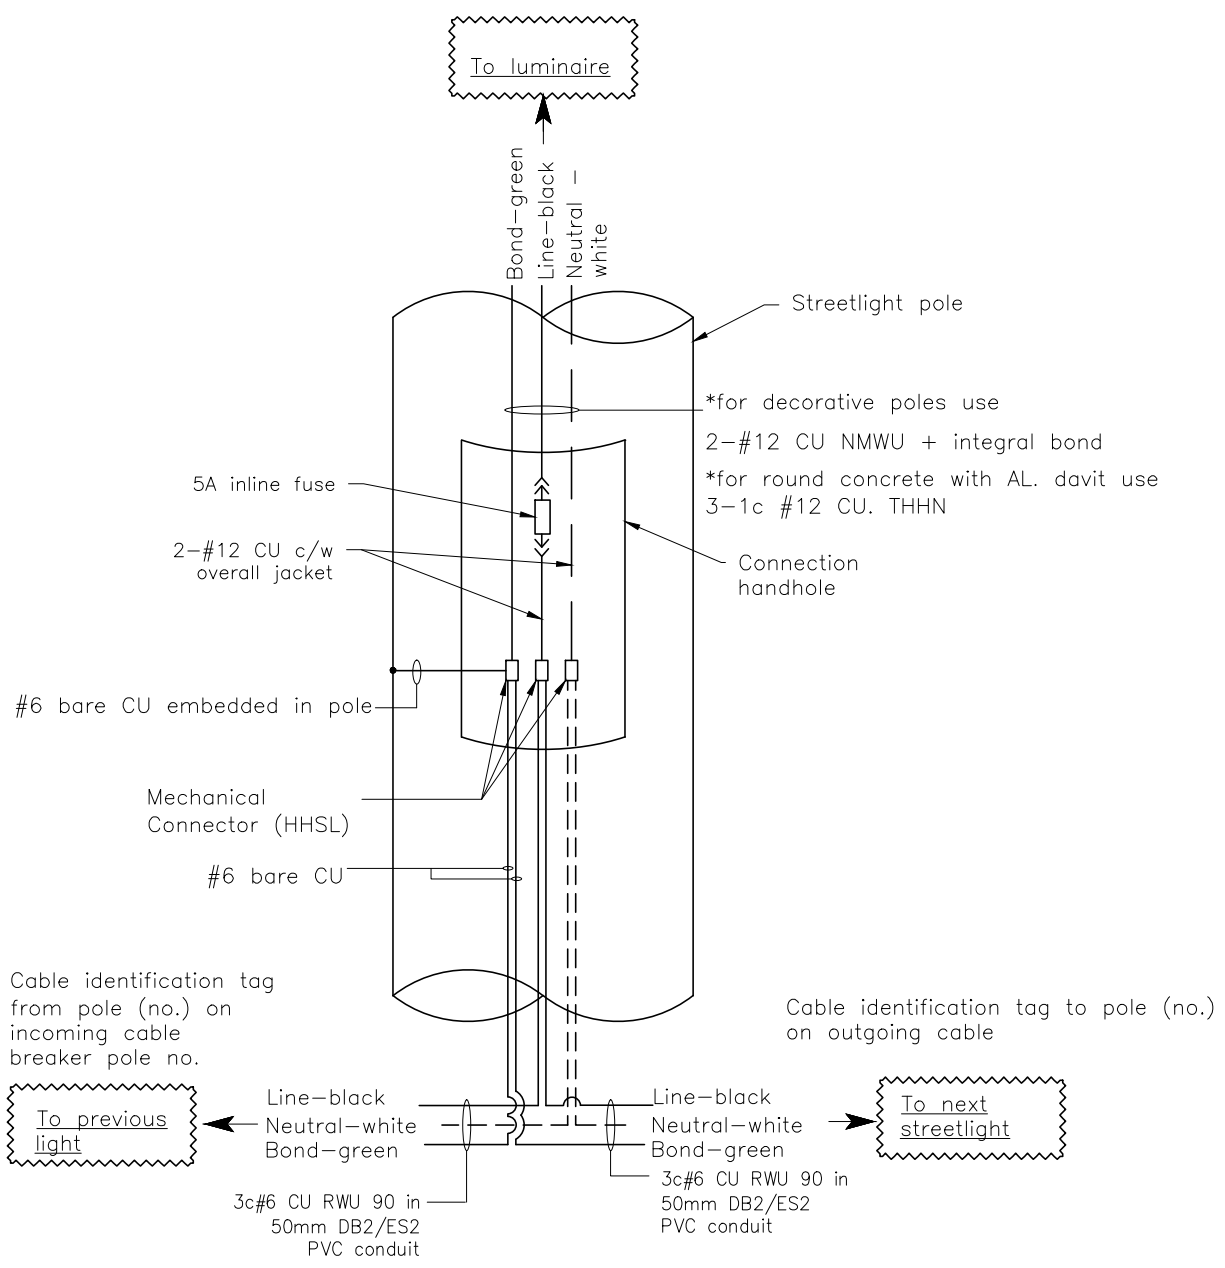 To luminaire
Bond-green
Line-black
Neutral -
white
Streetlight pole
*for decorative poles use
2-#12 CU NMWU + integral bond
*for round concrete with AL. davit use
3-1c #12 CU. THHN
5A inline fuse
2-#12 CU c/w
overall jacket
Connection
handhole
#6 bare CU embedded in pole
Mechanical
Connector (HHSL)
#6 bare CU
Cable identification tag
from pole (no.) on
incoming cable
breaker pole no.
Cable identification tag to pole (no.)
on outgoing cable
To previous
light
Line-black
Neutral-white
Bond-green
Line-black
Neutral-white
Bond-green
To next
streetlight
3c#6 CU RWU 90 in
50mm DB2/ES2
PVC conduit
3c#6 CU RWU 90 in
50mm DB2/ES2
PVC conduit